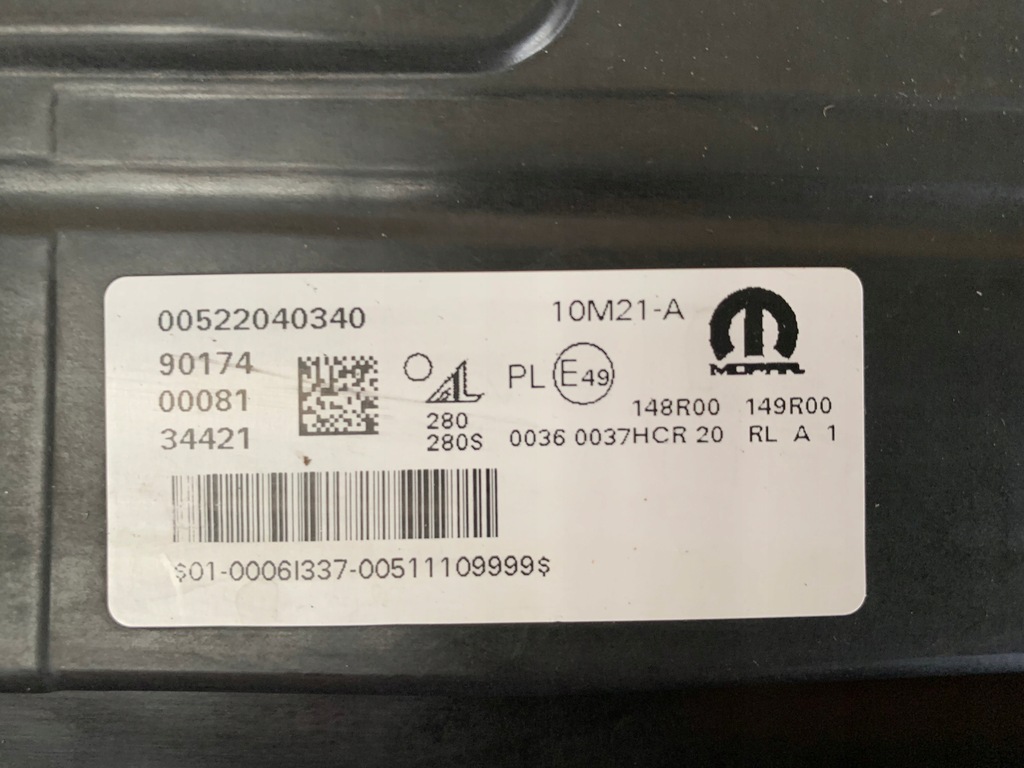 00522040340
10M21-A
90174
00081
34421
MOPAR
AL
280
280S
PL E49
148R00 149R00
0036 0037HCR 20 RL A 1
$01-0006I337-00511109999$